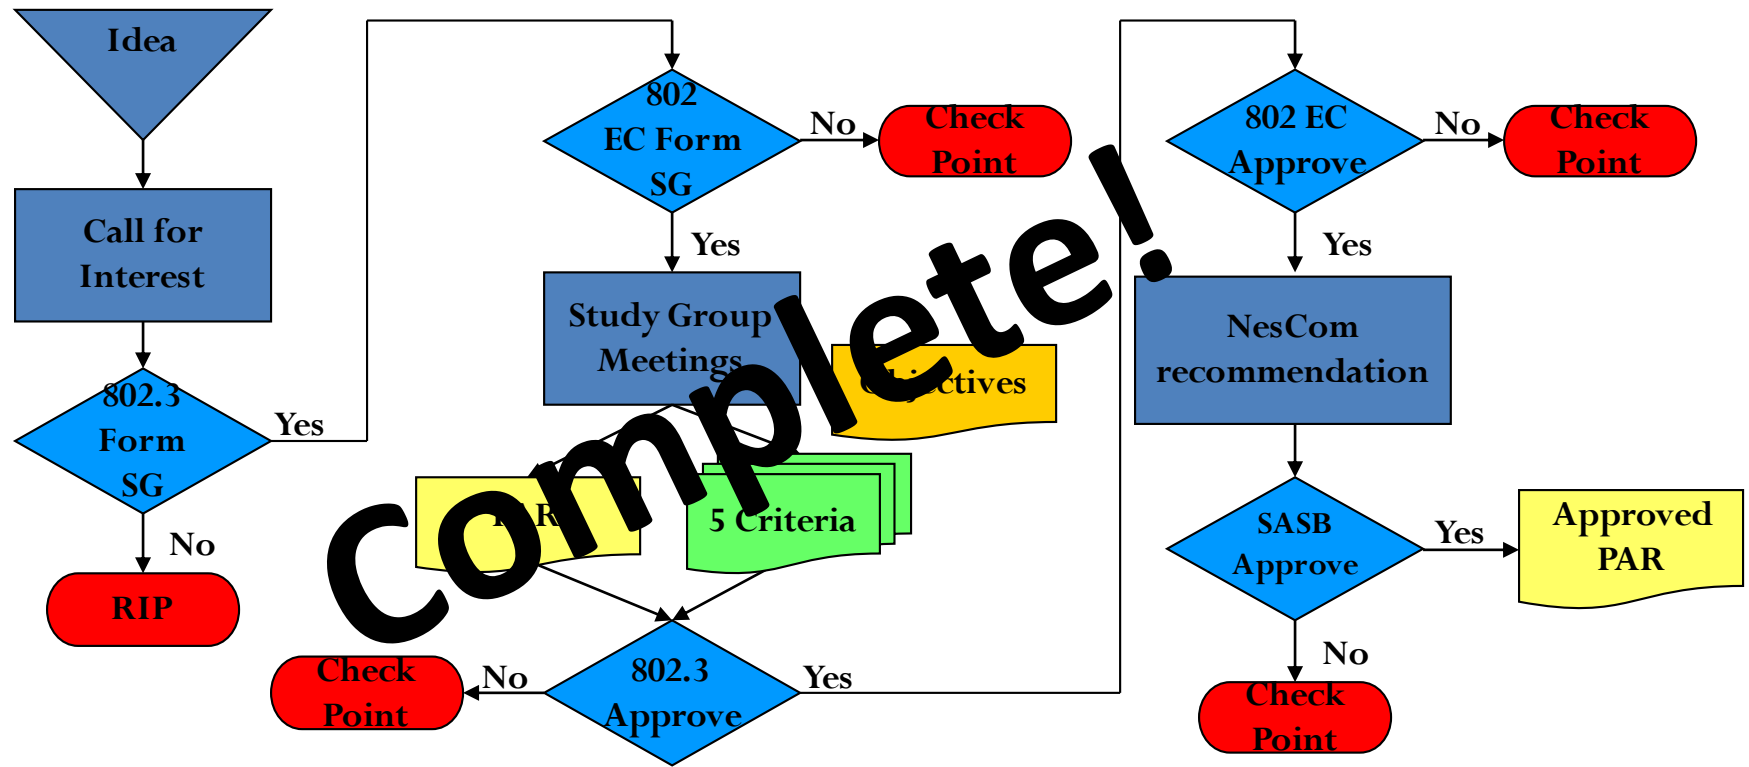 Idea
Call for
Interest
802.3
Form
SG
Yes
No
RIP
802
EC Form
SG
No
Check
Point
Yes
Study Group
Meetings
Objectives
PAR
5 Criteria
802.3
Approve
No
Check
Point
Yes
802 EC
Approve
No
Check
Point
Yes
NesCom
recommendation
SASB
Approve
Yes
Approved
PAR
No
Check
Point
Complete!